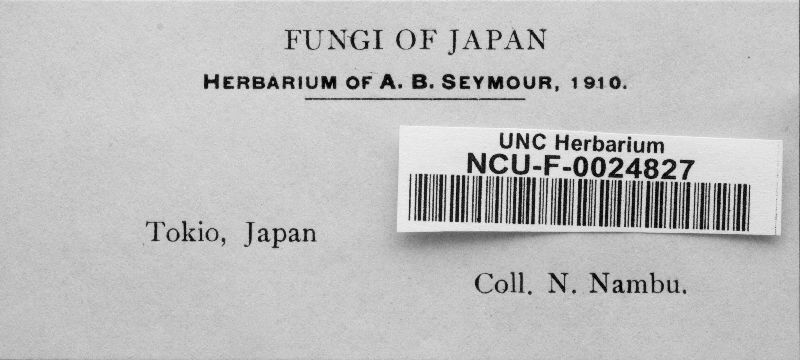 FUNGI OF JAPAN
HERBARIUM OF A. B. SEYMOUR, 1910.
UNC Herbarium
NCU-F-0024827
Tokio, Japan
Coll. N. Nambu.